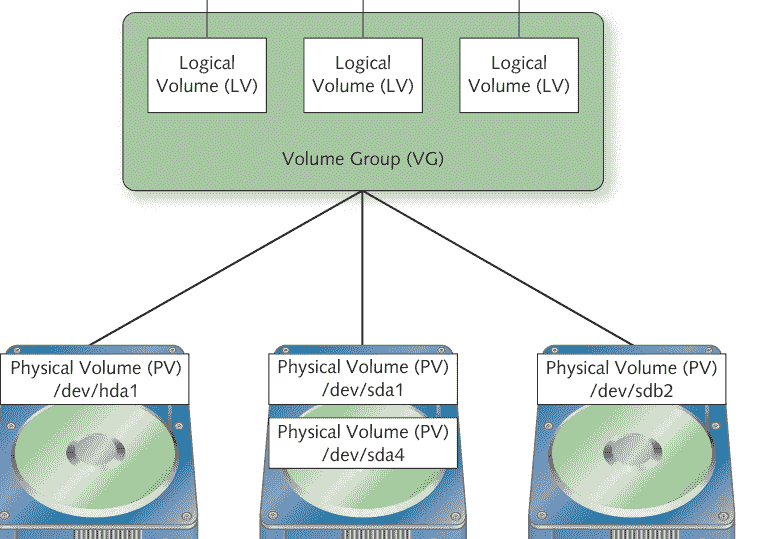 Logical
Volume (LV)
Logical
Volume (LV)
Logical
Volume (LV)
Volume Group (VG)
Physical Volume (PV)
/dev/hda1
Physical Volume (PV)
/dev/sda1
Physical Volume (PV)
/dev/sda4
Physical Volume (PV)
/dev/sdb2